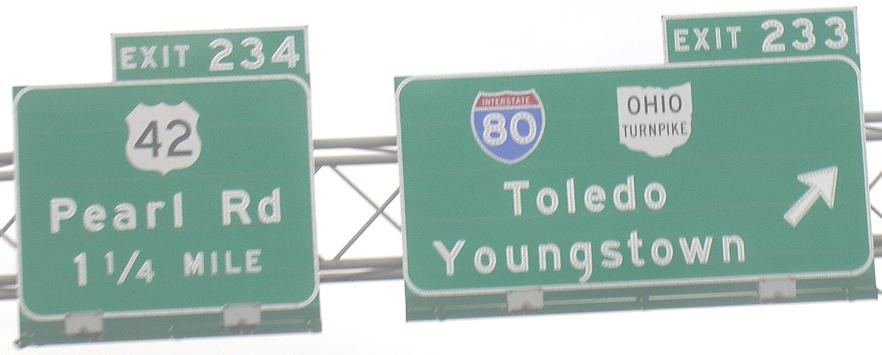 EXIT 234
42
Pearl Rd
1 1/4 MILE
EXIT 233
INTERSTATE
80
OHIO
TURNPIKE
Toledo
Youngstown